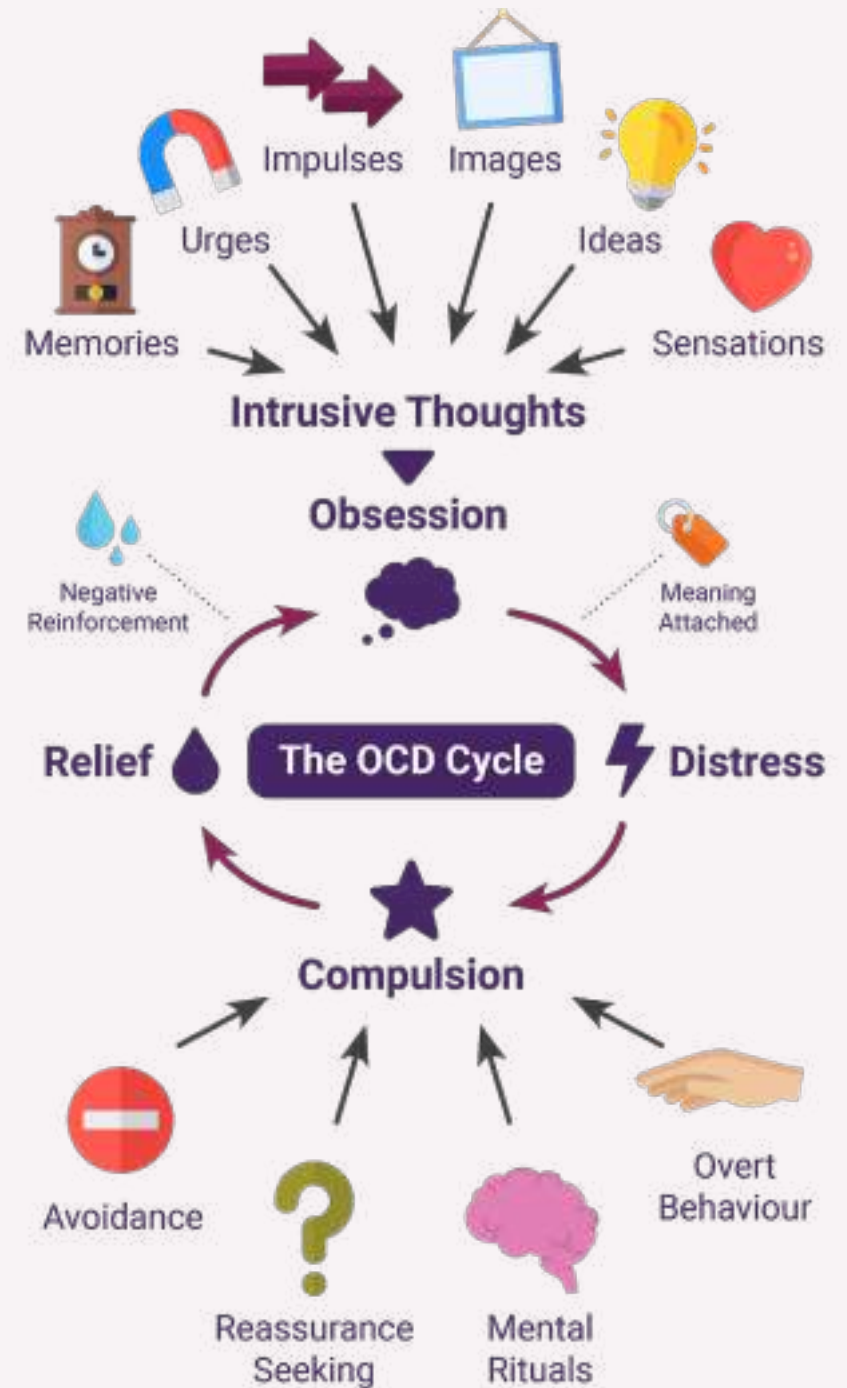 Impulses
Images
Urges
Ideas
Memories
Sensations
Intrusive Thoughts
Obsession
Negative
Reinforcement
Meaning
Attached
Relief
The OCD Cycle
Distress
Compulsion
Avoidance
Overt
Behaviour
Reassurance
Seeking
Mental
Rituals